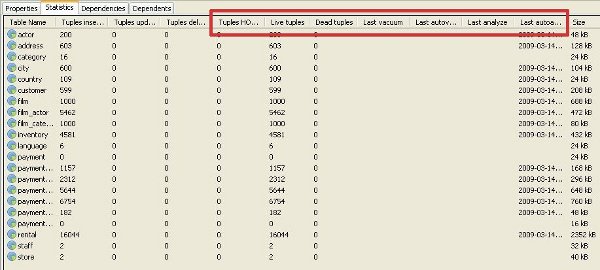 Properties Statistics Dependencies Dependents
Table Name Tuples inse... Tuples upd... Tuples del... Tuples HO... Live tuples Dead tuples Last vacuum Last autov... Last analyze Last autoa... Size
actor 200 0 0 0 200 0 2009-03-14... 48 kB
address 603 0 0 0 603 0 2009-03-14... 128 kB
category 16 0 0 0 16 0 24 kB
city 600 0 0 0 600 0 2009-03-14... 104 kB
country 109 0 0 0 109 0 2009-03-14... 24 kB
customer 599 0 0 0 599 0 2009-03-14... 208 kB
film 1000 0 0 0 1000 0 2009-03-14... 688 kB
film_actor 5462 0 0 0 5462 0 2009-03-14... 472 kB
film_cate... 1000 0 0 0 1000 0 2009-03-14... 80 kB
inventory 4581 0 0 0 4581 0 2009-03-14... 432 kB
language 6 0 0 0 6 0 24 kB
payment 0 0 0 0 0 0 24 kB
payment... 1157 0 0 0 1157 0 2009-03-14... 168 kB
payment... 2312 0 0 0 2312 0 2009-03-14... 296 kB
payment... 5644 0 0 0 5644 0 2009-03-14... 648 kB
payment... 6754 0 0 0 6754 0 2009-03-14... 760 kB
payment... 182 0 0 0 182 0 2009-03-14... 48 kB
payment... 0 0 0 0 0 0 16 kB
rental 16044 0 0 0 16044 0 2009-03-14... 2352 kB
staff 2 0 0 0 2 0 32 kB
store 2 0 0 0 2 0 40 kB